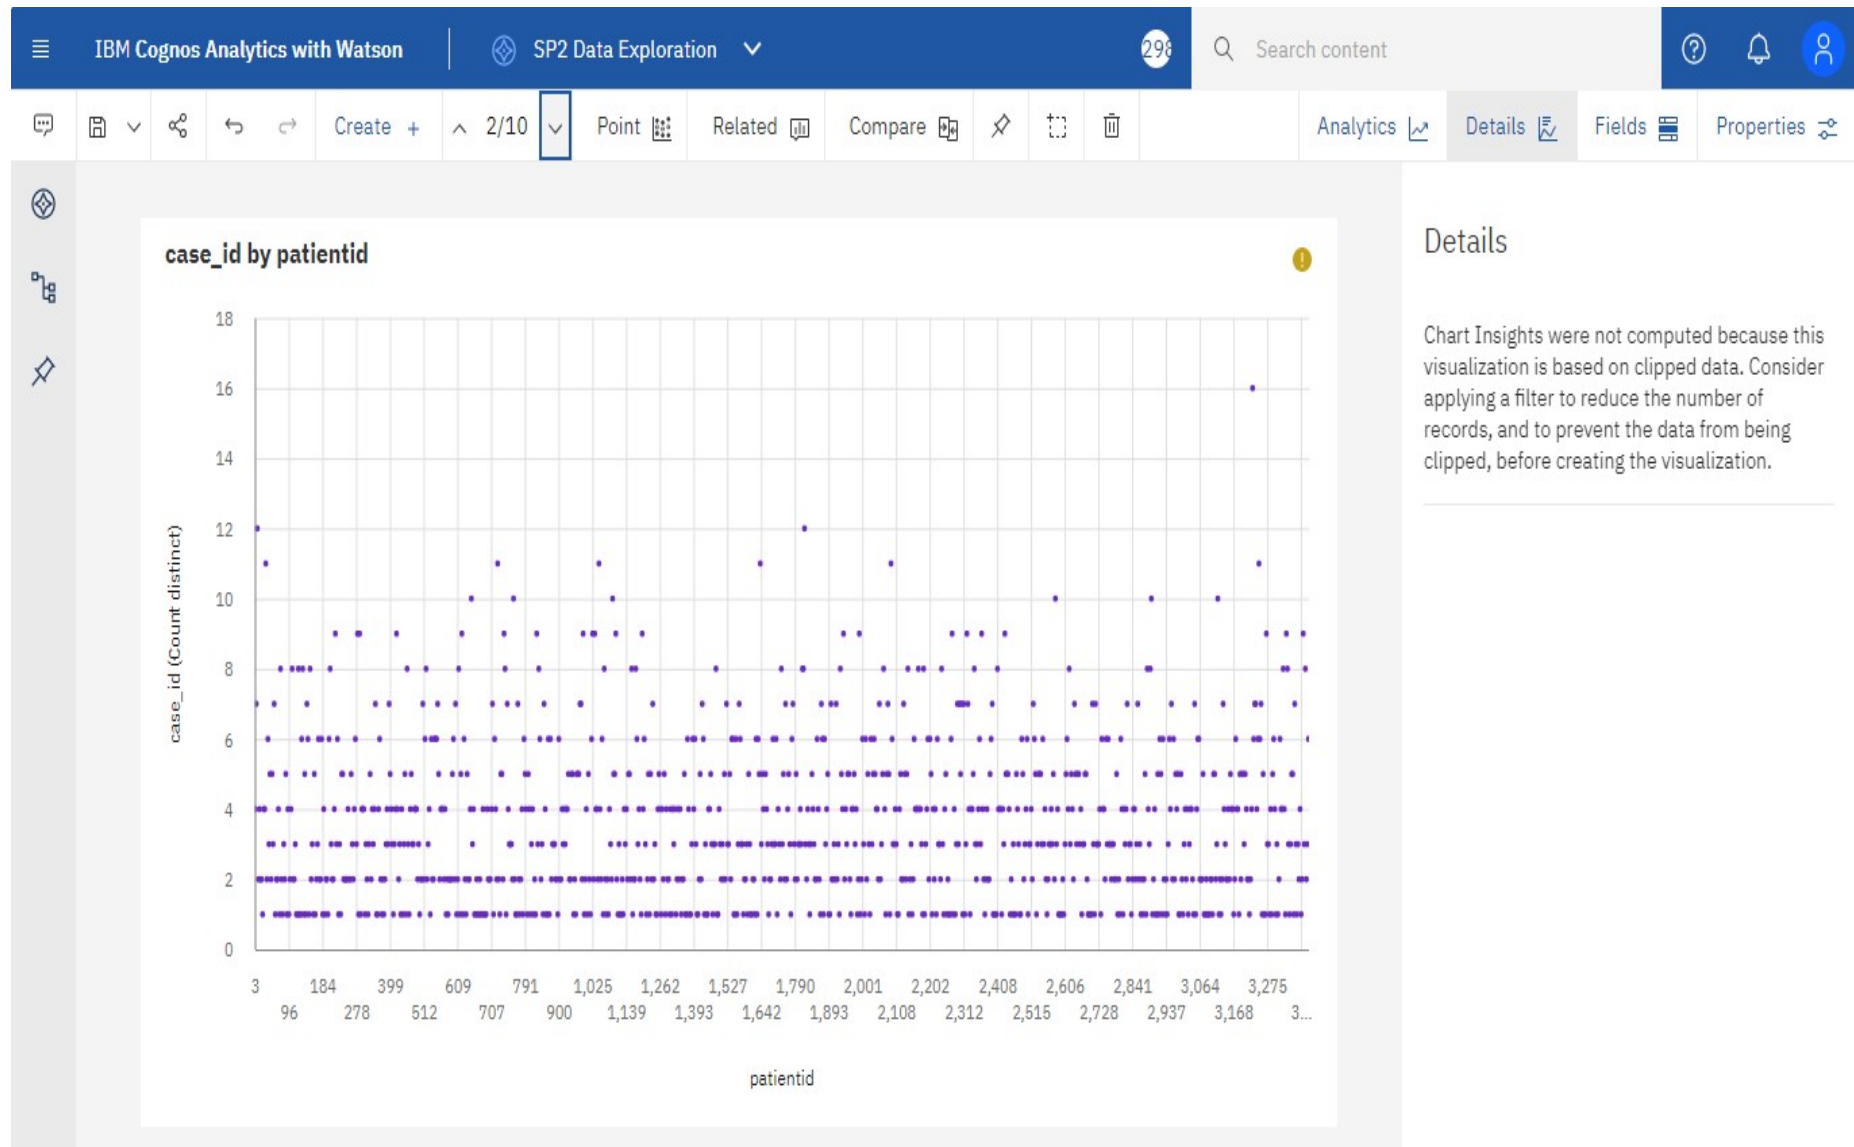 IBM Cognos Analytics with Watson
SP2 Data Exploration
298
Search content
Create +
2/10
Point
Related
Compare
Analytics
Details
Fields
Properties
case_id by patientid
Details
Chart Insights were not computed because this
visualization is based on clipped data. Consider
applying a filter to reduce the number of
records, and to prevent the data from being
clipped, before creating the visualization.
case_id (Count distinct)
18
16
14
12
10
8
6
4
2
0
3 184 399 609 791 1,025 1,262 1,527 1,790 2,001 2,202 2,408 2,606 2,841 3,064 3,275
96 278 512 707 900 1,139 1,393 1,642 1,893 2,108 2,312 2,515 2,728 2,937 3,168 3...
patientid